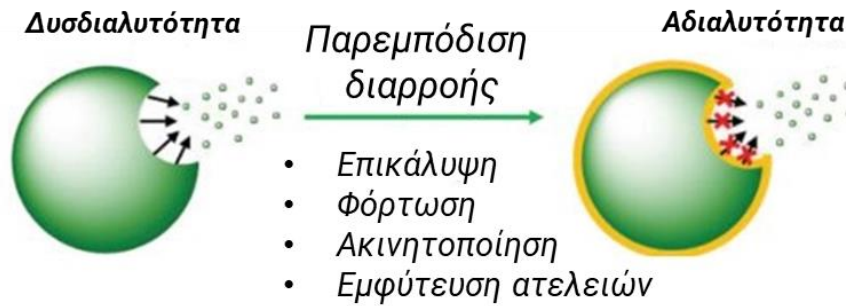 Δυσδιαλυτότητα
Παρεμπόδιση
διαρροής
Αδιαλυτότητα
• Επικάλυψη
• Φόρτωση
• Ακινητοποίηση
• Εμφύτευση ατελειών